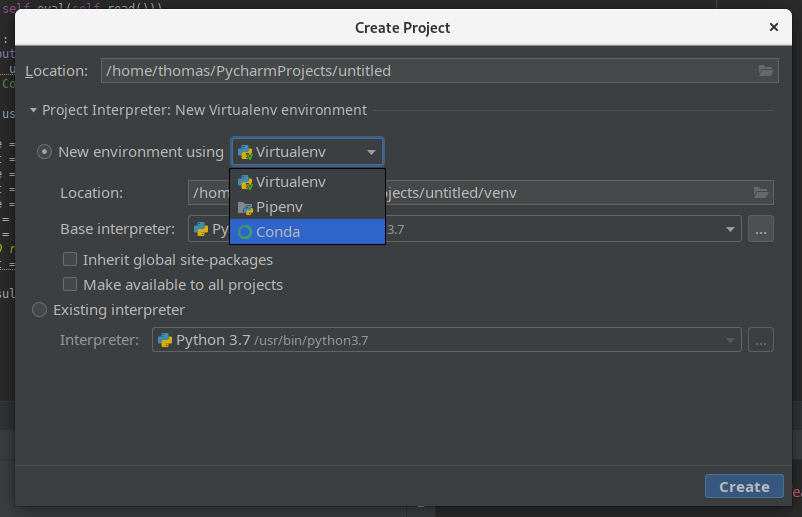 self.eval(self.read()))
Create Project
Location: /home/thomas/PycharmProjects/untitled
Project Interpreter: New Virtualenv environment
New environment using Virtualenv
Virtualenv
Pipenv
Conda
Location: /hom jects/untitled/venv
Base interpreter: Py 3.7
Inherit global site-packages
Make available to all projects
Existing interpreter
Interpreter: Python 3.7 /usr/bin/python3.7
Create